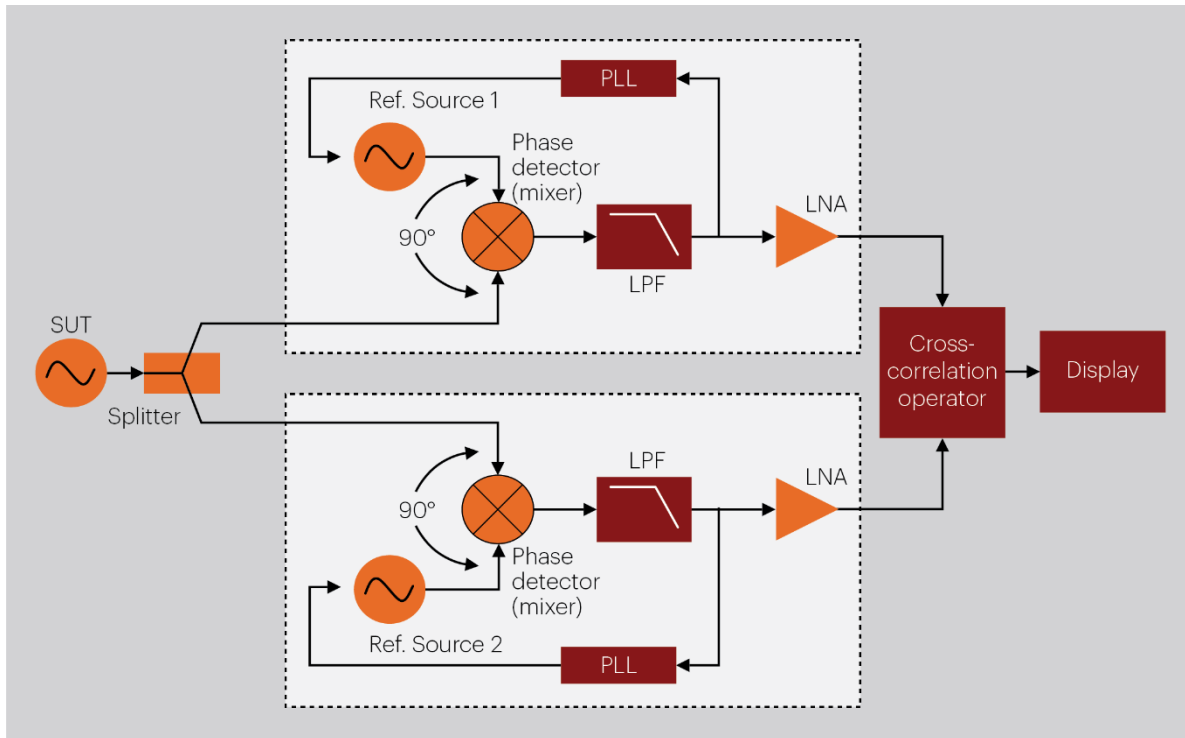 PLL
Ref. Source 1
Phase
detector
(mixer)
90°
LPF
LNA
SUT
Splitter
Cross-
correlation
operator
Display
LPF
LNA
90°
Phase
detector
(mixer)
Ref. Source 2
PLL